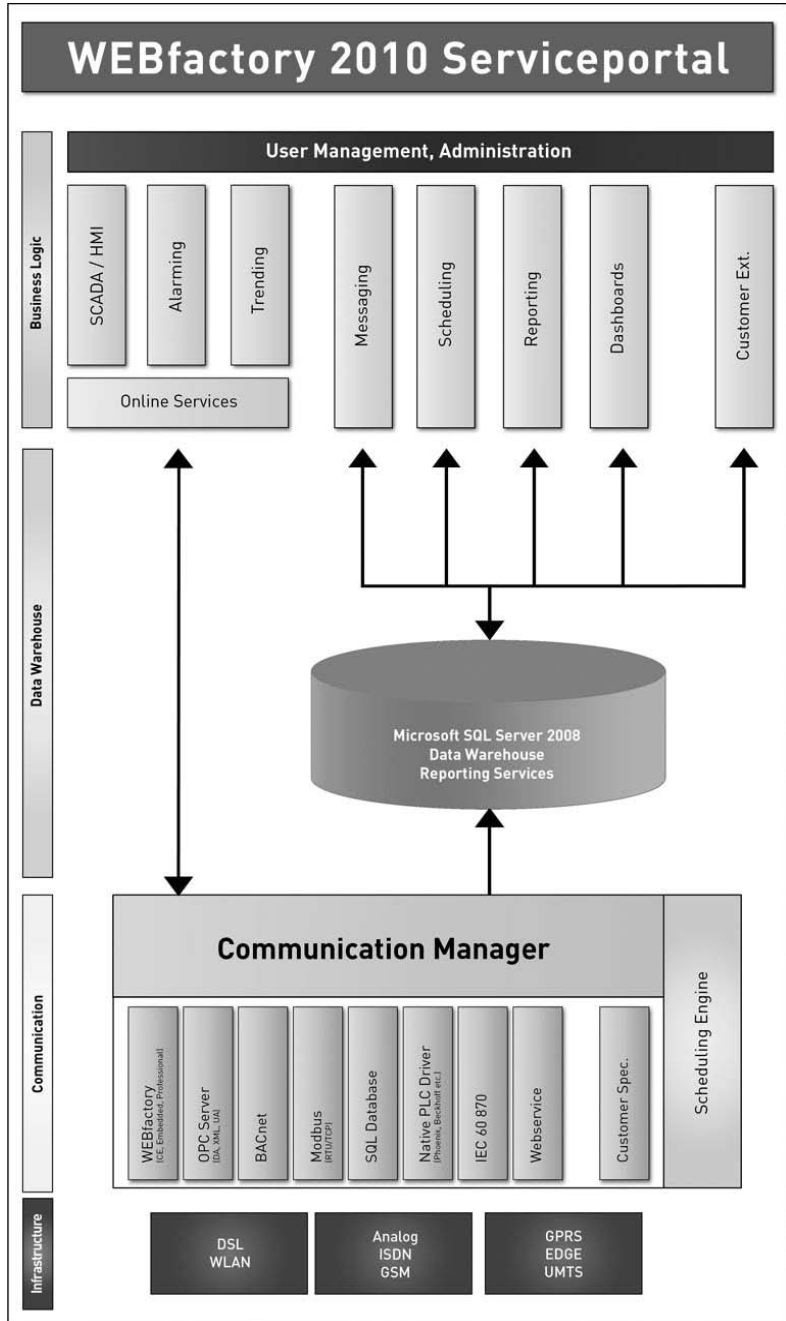 WEBfactory 2010 Serviceportal
Business Logic
User Management, Administration
SCADA / HMI
Alarming
Trending
Online Services
Messaging
Scheduling
Reporting
Dashboards
Customer Ext.
Data Warehouse
Microsoft SQL Server 2008
Data Warehouse
Reporting Services
Communication
Communication Manager
Scheduling Engine
WEBfactory
[CE, Embedded, Professional]
OPC Server
[DA, XML, UA]
BACnet
Modbus
[RTU/TCP]
SQL Database
Native PLC Driver
[Phoenix, Beckhoff etc.]
IEC 60 870
Webservice
Customer Spec.
Infrastructure
DSL
WLAN
Analog
ISDN
GSM
GPRS
EDGE
UMTS